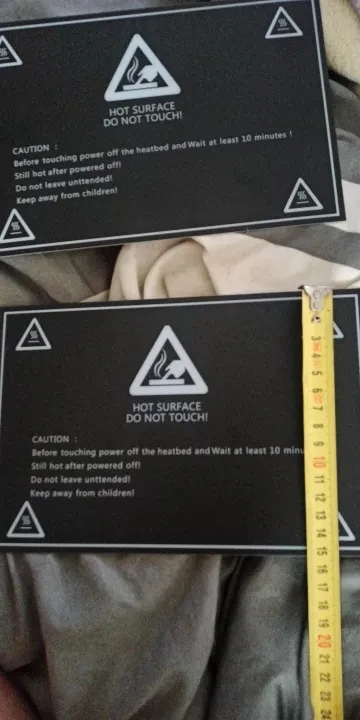 HOT SURFACE
DO NOT TOUCH!
CAUTION :
Before touching power off the heatbed and Wait at least 10 minutes !
Still hot after powered off!
Do not leave unttended!
Keep away from children!
HOT SURFACE
DO NOT TOUCH!
CAUTION :
Before touching power off the heatbed and Wait at least 10 minu
Still hot after powered off!
Do not leave unttended!
Keep away from children!
3
4
5
6
7
8
9
10
11
12
13
14
15
16
17
18
19
20
21
22
23
24